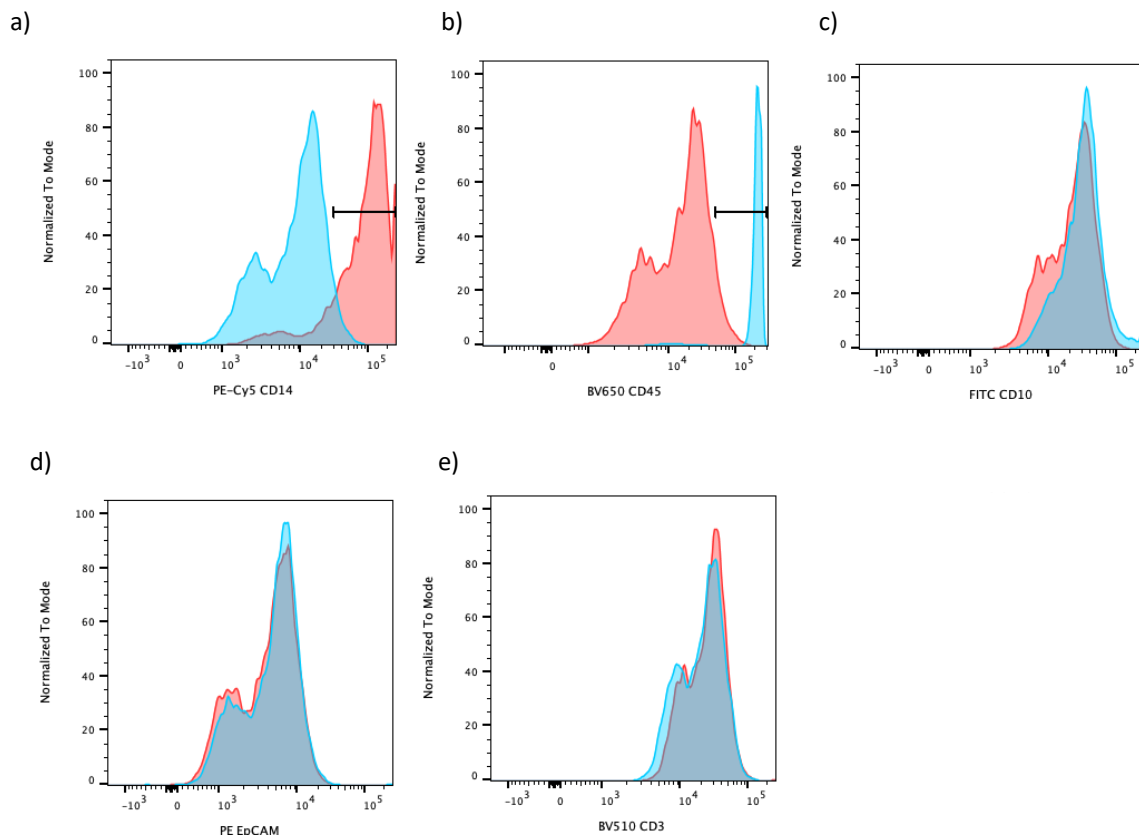 a)
b)
c)
Normalized To Mode
100
80
60
40
20
0
-10³ 0 10³ 10⁴ 10⁵
PE-Cy5 CD14
Normalized To Mode
100
80
60
40
20
0
0 10⁴ 10⁵
BV650 CD45
Normalized To Mode
100
80
60
40
20
0
-10³ 0 10³ 10⁴ 10⁵
FITC CD10
d)
e)
Normalized To Mode
100
80
60
40
20
0
-10³ 0 10³ 10⁴ 10⁵
PE EpCAM
Normalized To Mode
100
80
60
40
20
0
-10³ 0 10³ 10⁴ 10⁵
BV510 CD3